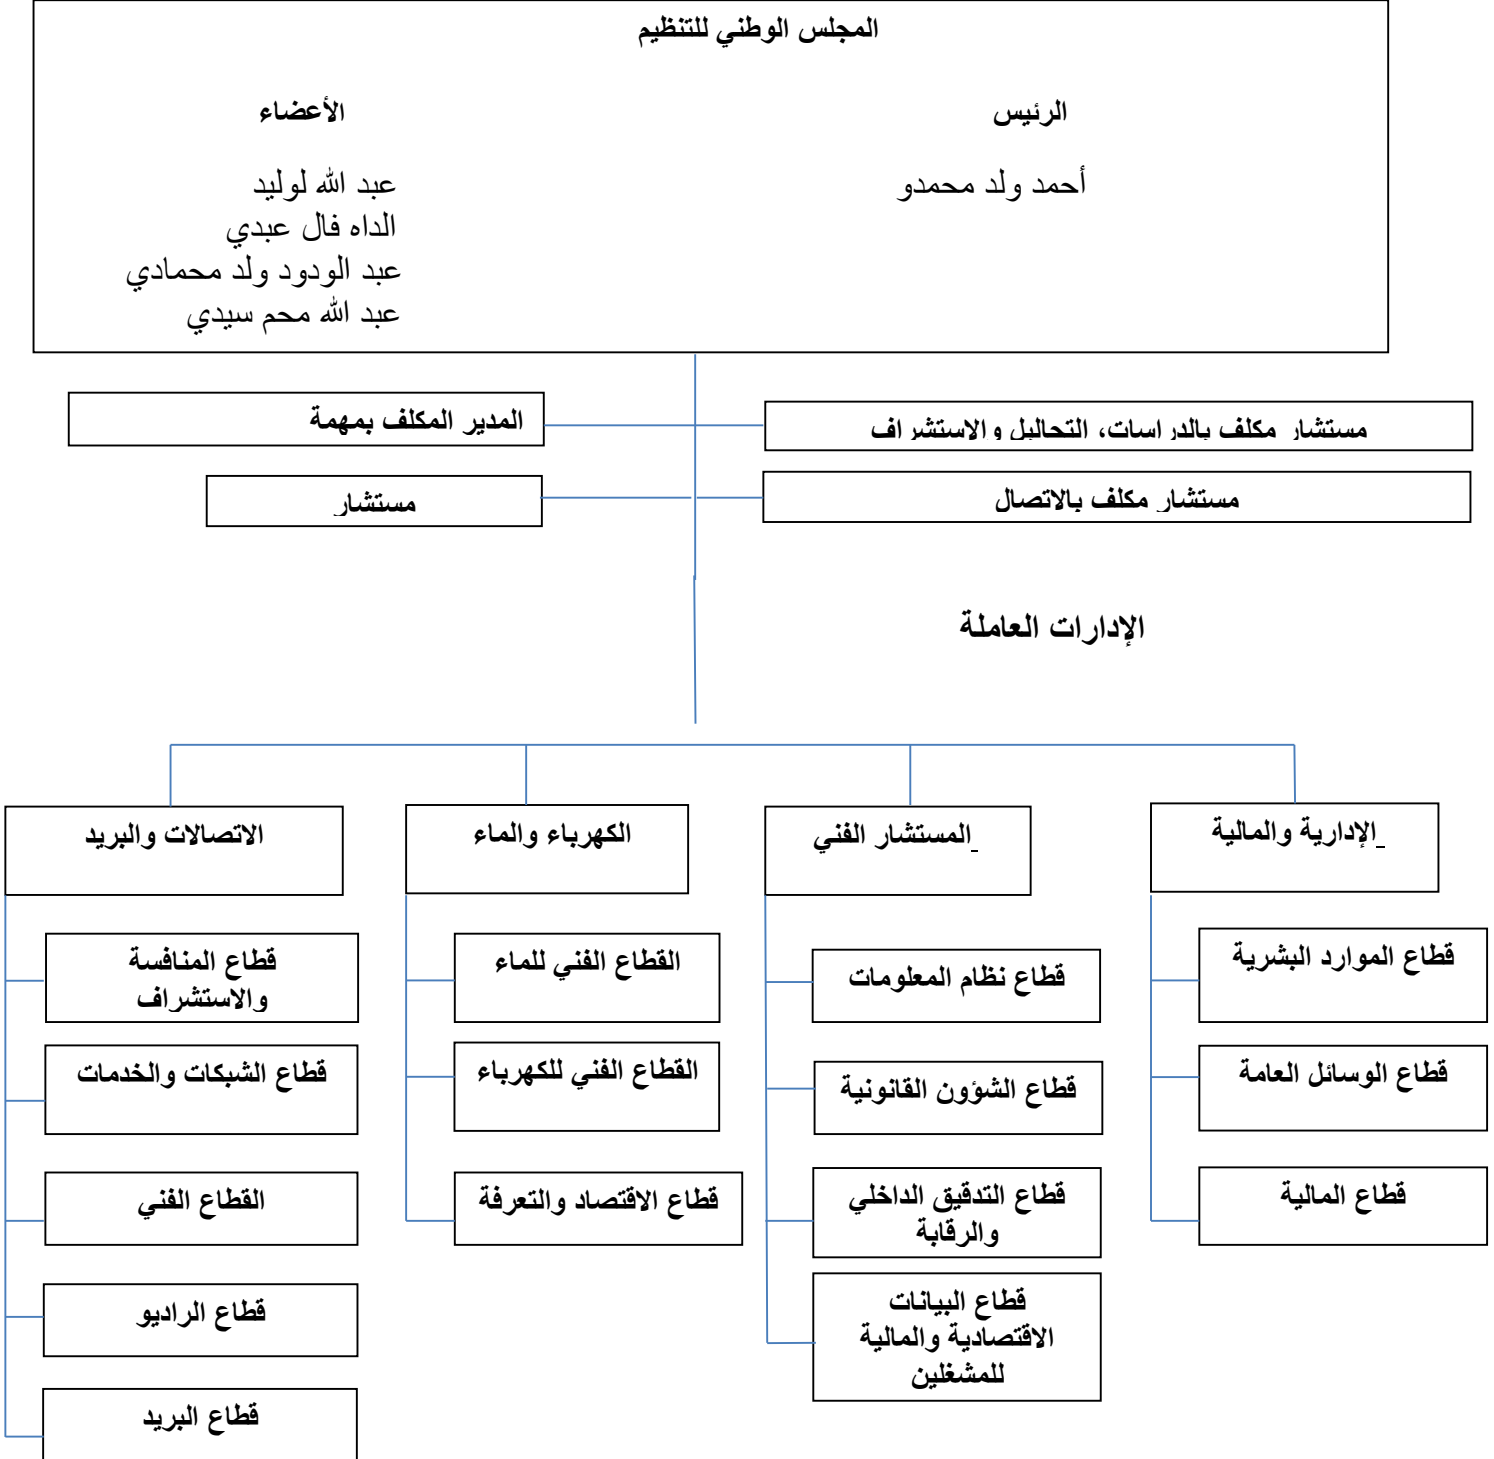 المجلس الوطني للتنظيم
الرئيس
أحمد ولد محمدو
الأعضاء
عبد الله لوليد
الداه فال عبدي
عبد الودود ولد محمادي
عبد الله محم سيدي
مستشار مكلف بالدراسات، التحاليل والاستشراف
المدير المكلف بمهمة
مستشار مكلف بالاتصال
مستشار
الإدارات العاملة
الإدارية والمالية
قطاع الموارد البشرية
قطاع الوسائل العامة
قطاع المالية
المستشار الفني
قطاع نظام المعلومات
قطاع الشؤون القانونية
قطاع التدقيق الداخلي
والرقابة
قطاع البيانات
الاقتصادية والمالية
للمشغلين
الكهرباء والماء
القطاع الفني للماء
القطاع الفني للكهرباء
قطاع الاقتصاد والتعرفة
الاتصالات والبريد
قطاع المنافسة
والاستشراف
قطاع الشبكات والخدمات
القطاع الفني
قطاع الراديو
قطاع البريد